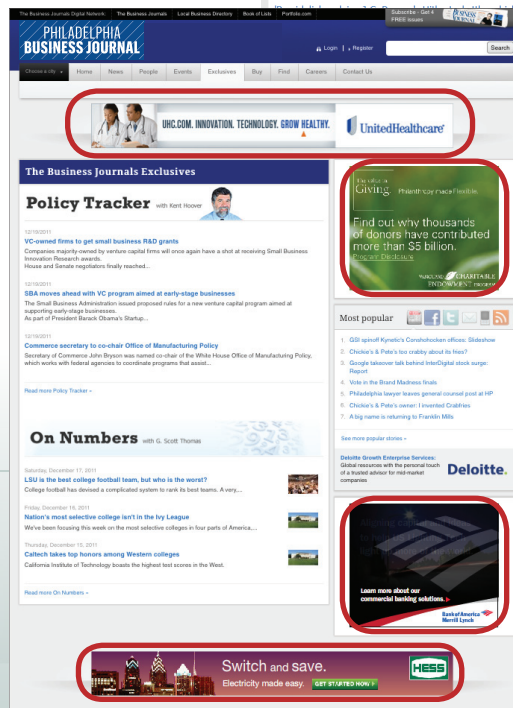 The Business Journals Digital Network:
The Business Journals
Local Business Directory
Book of Lists
Portfolio.com
Subscribe - Get 4
FREE Issues
BUSINESS
JOURNAL
PHILADELPHIA
BUSINESS JOURNAL
Login | Register
Search
Choose a city
Home
News
People
Events
Exclusives
Buy
Find
Careers
Contact Us
UHC.COM. INNOVATION. TECHNOLOGY. GROW HEALTHY.
UnitedHealthcare®
The Business Journals Exclusives
Policy Tracker with Kent Hoover
12/19/2011
VC-owned firms to get small business R&D grants
Companies majority-owned by venture capital firms will once again have a shot at receiving Small Business
Innovation Research awards.
House and Senate negotiators finally reached...
12/19/2011
SBA moves ahead with VC program aimed at early-stage businesses
The Small Business Administration issued proposed rules for a new venture capital program aimed at
supporting early-stage businesses.
As part of President Barack Obama's Startup...
12/19/2011
Commerce secretary to co-chair Office of Manufacturing Policy
Secretary of Commerce John Bryson was named co-chair of the White House Office of Manufacturing Policy,
which works with federal agencies to coordinate programs that assist...
Read more Policy Tracker »
On Numbers with G. Scott Thomas
Saturday, December 17, 2011
LSU is the best college football team, but who is the worst?
College football has devised a complicated system to rank its best teams. A very,...
Friday, December 16, 2011
Nation's most selective college isn't in the Ivy League
We've been focusing this week on the most selective colleges in four parts of America,...
Thursday, December 15, 2011
Caltech takes top honors among Western colleges
California Institute of Technology boasts the highest test scores in the West.
Read more On Numbers »
Giving
Philanthropy made Flexible.
Find out why thousands
of donors have contributed
more than $5 billion.
Program Disclosure
VANGUARD CHARITABLE
ENDOWMENT PROGRAM
Most popular
1. GSI spinoff Kynetic's Conshohocken offices: Slideshow
2. Chickie's & Pete's too crabby about its fries?
3. Google takeover talk behind InterDigital stock surge:
Report
4. Vote in the Brand Madness finals
5. Philadelphia lawyer leaves general counsel post at HP
6. Chickie's & Pete's owner: I invented Crabfries
7. A big name is returning to Franklin Mills
See more popular stories »
Deloitte Growth Enterprise Services:
Global resources with the personal touch
of a trusted advisor for mid-market
companies
Deloitte.
Learn more about our
commercial banking solutions.
Bank of America
Merrill Lynch
Switch and save.
Electricity made easy.
GET STARTED NOW
HESS